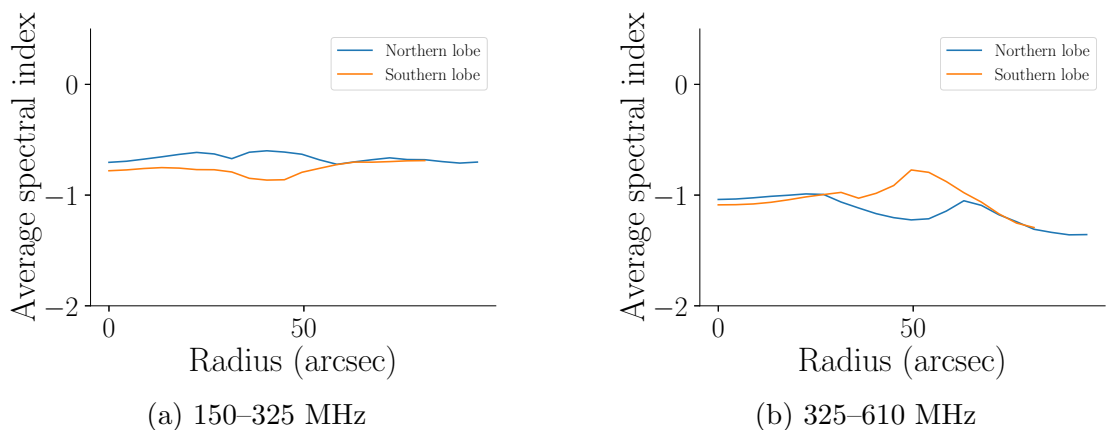 Average spectral index
0
−1
−2
0
50
Radius (arcsec)
Northern lobe
Southern lobe
(a) 150–325 MHz
Average spectral index
0
−1
−2
0
50
Radius (arcsec)
Northern lobe
Southern lobe
(b) 325–610 MHz